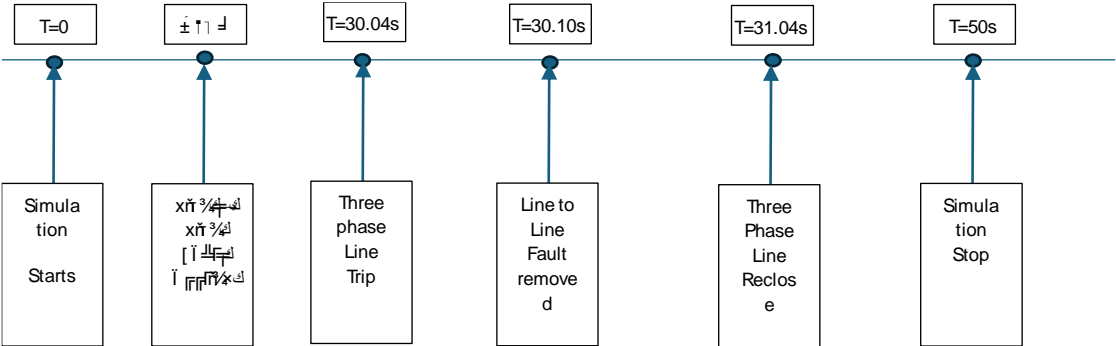 T=0
T=30.04s
T=30.10s
T=31.04s
T=50s
Simula
tion
Starts
Three
phase
Line
Trip
Line to
Line
Fault
remove
d
Three
Phase
Line
Reclos
e
Simula
tion
Stop